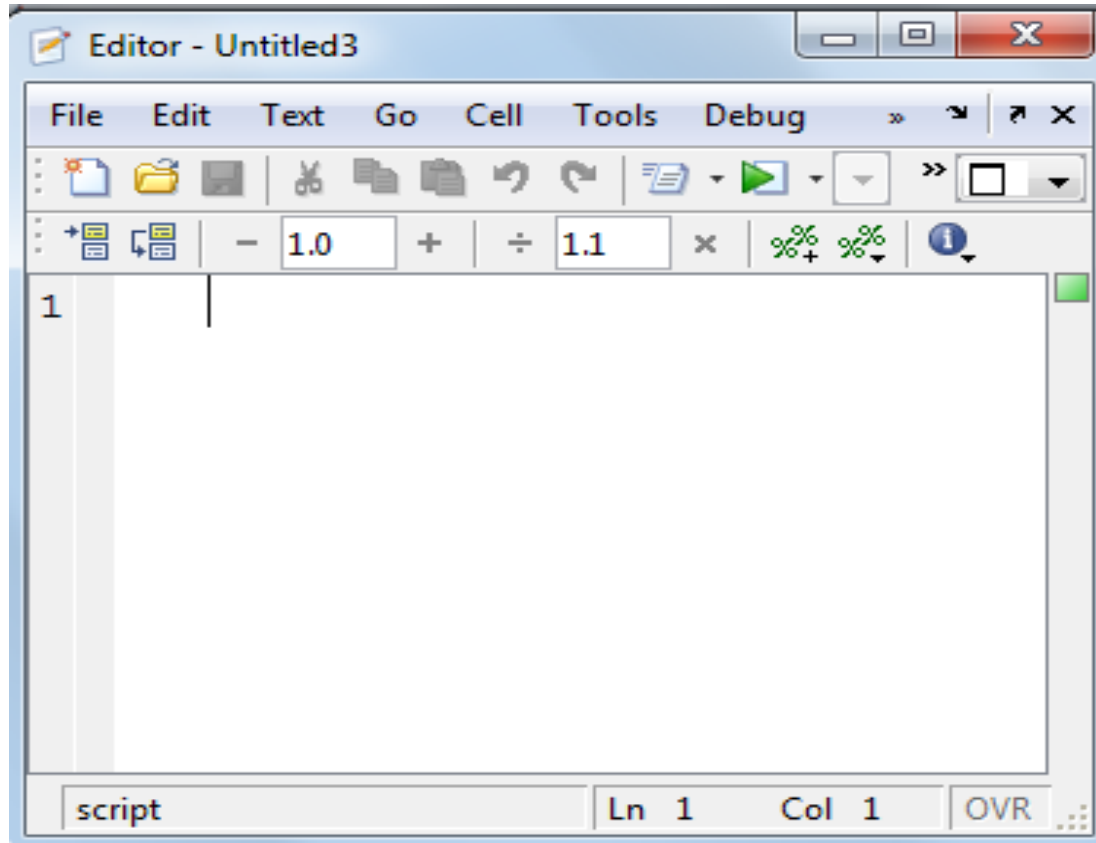 Editor - Untitled3
File Edit Text Go Cell Tools Debug »
»
− 1.0 + ÷ 1.1 × %%+ %%
1
script Ln 1 Col 1 OVR